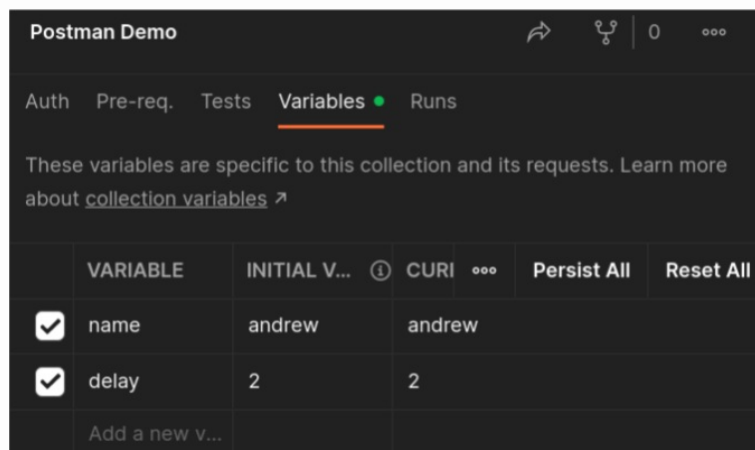 Postman Demo 0
Auth Pre-req. Tests Variables Runs
These variables are specific to this collection and its requests. Learn more
about collection variables
VARIABLE INITIAL V... CURI Persist All Reset All
name andrew andrew
delay 2 2
Add a new v...